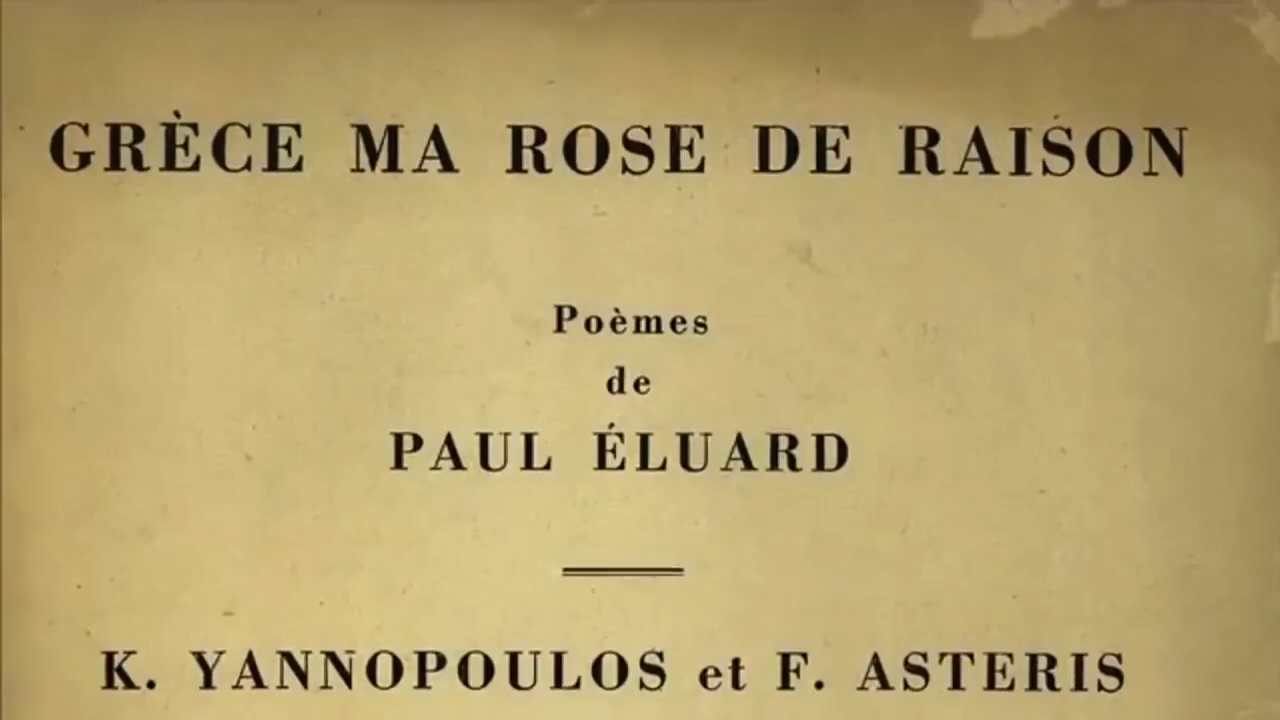 GRÈCE MA ROSE DE RAISON
Poèmes
de
PAUL ÉLUARD
K. YANNOPOULOS et F. ASTERIS